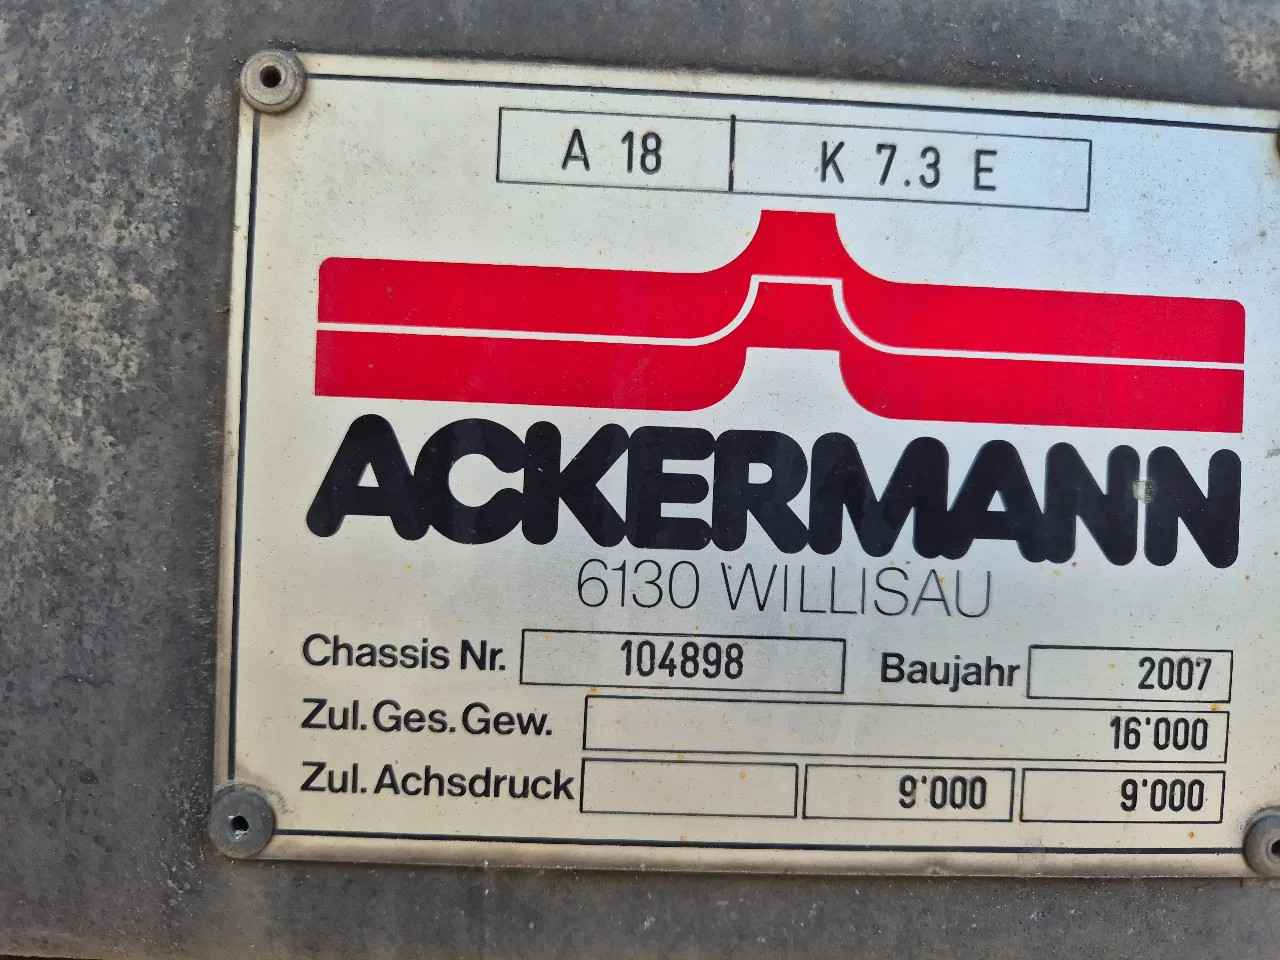 A 18 K 7.3 E
ACKERMANN
6130 WILLISAU
Chassis Nr. 104898 Baujahr 2007
Zul. Ges. Gew. 16'000
Zul. Achsdruck 9'000 9'000